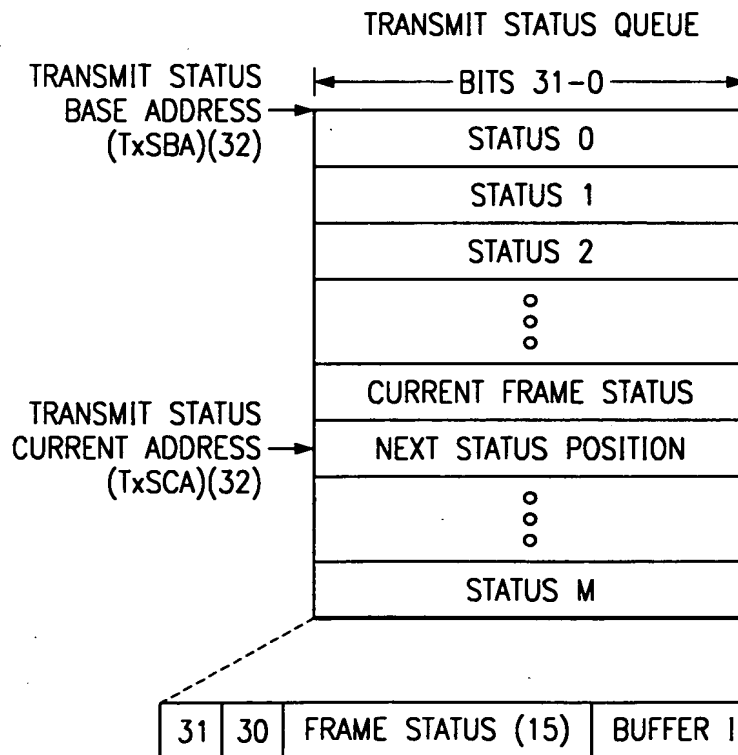 TRANSMIT STATUS QUEUE
TRANSMIT STATUS
BASE ADDRESS
(TxSBA)(32)
BITS 31-0
STATUS 0
STATUS 1
STATUS 2
CURRENT FRAME STATUS
TRANSMIT STATUS
CURRENT ADDRESS
(TxSCA)(32)
NEXT STATUS POSITION
STATUS M
31 30 FRAME STATUS (15) BUFFER